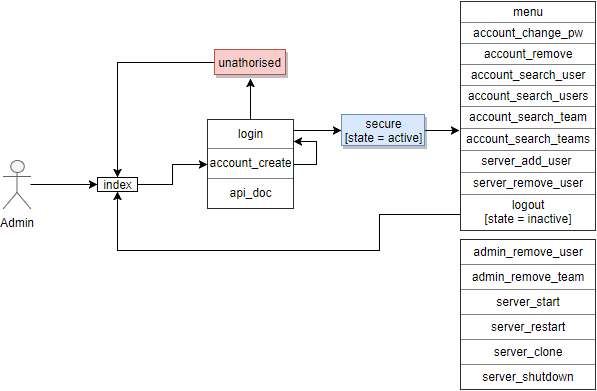 menu
account_change_pw
account_remove
account_search_user
account_search_users
account_search_team
account_search_teams
server_add_user
server_remove_user
logout
[state = inactive]
unathorised
login
account_create
api_doc
secure
[state = active]
index
Admin
admin_remove_user
admin_remove_team
server_start
server_restart
server_clone
server_shutdown